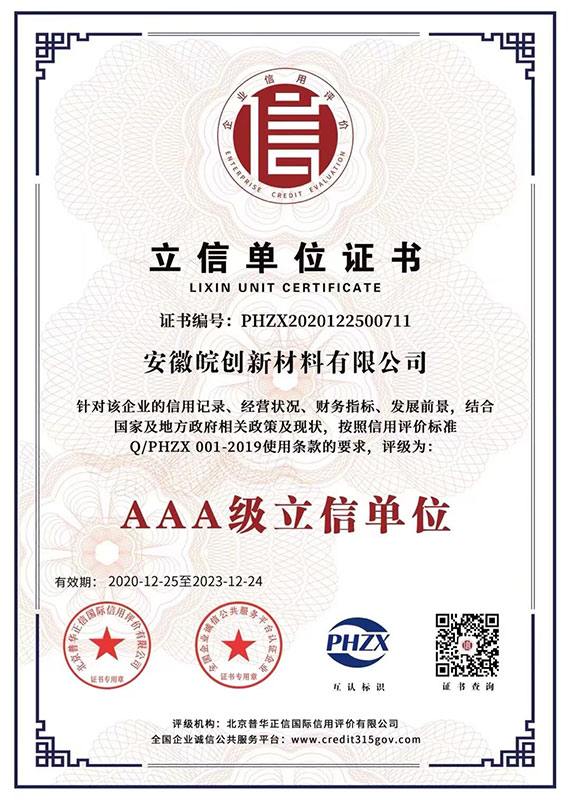 企业信用评价
信
ENTERPRISE CREDIT EVALUATION
立信单位证书
LIXIN UNIT CERTIFICATE
证书编号：PHZX2020122500711
安徽皖创新材料有限公司
针对该企业的信用记录、经营状况、财务指标、发展前景，结合
国家及地方政府相关政策及现状，按照信用评价标准
Q/PHZX 001-2019使用条款的要求，评级为：
AAA级立信单位
有效期： 2020-12-25至2023-12-24
北京普华正信国际信用评价有限公司
证书专用章
全国企业诚信公共服务平台认证企业
证书专用章
PHZX
互认标识
证书查询
评级机构：北京普华正信国际信用评价有限公司
全国企业诚信公共服务平台：www.credit315gov.com